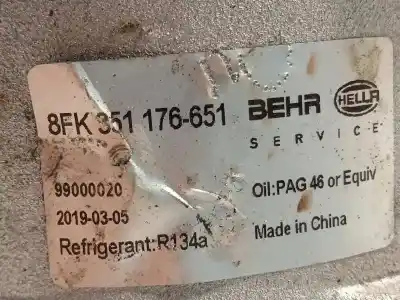 8FK 351 176-651
BEHR HELLA
SERVICE
99000020
2019-03-05
Refrigerant:R134a
Oil:PAG 46 or Equiv
Made in China